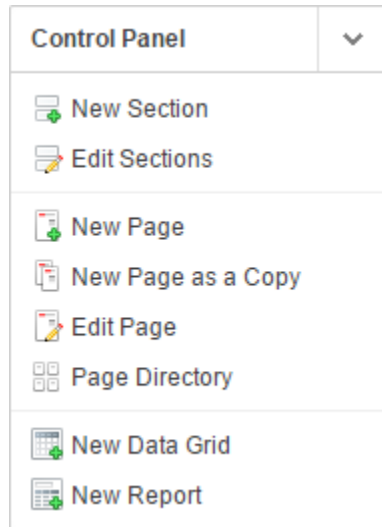 Control Panel
New Section
Edit Sections
New Page
New Page as a Copy
Edit Page
Page Directory
New Data Grid
New Report